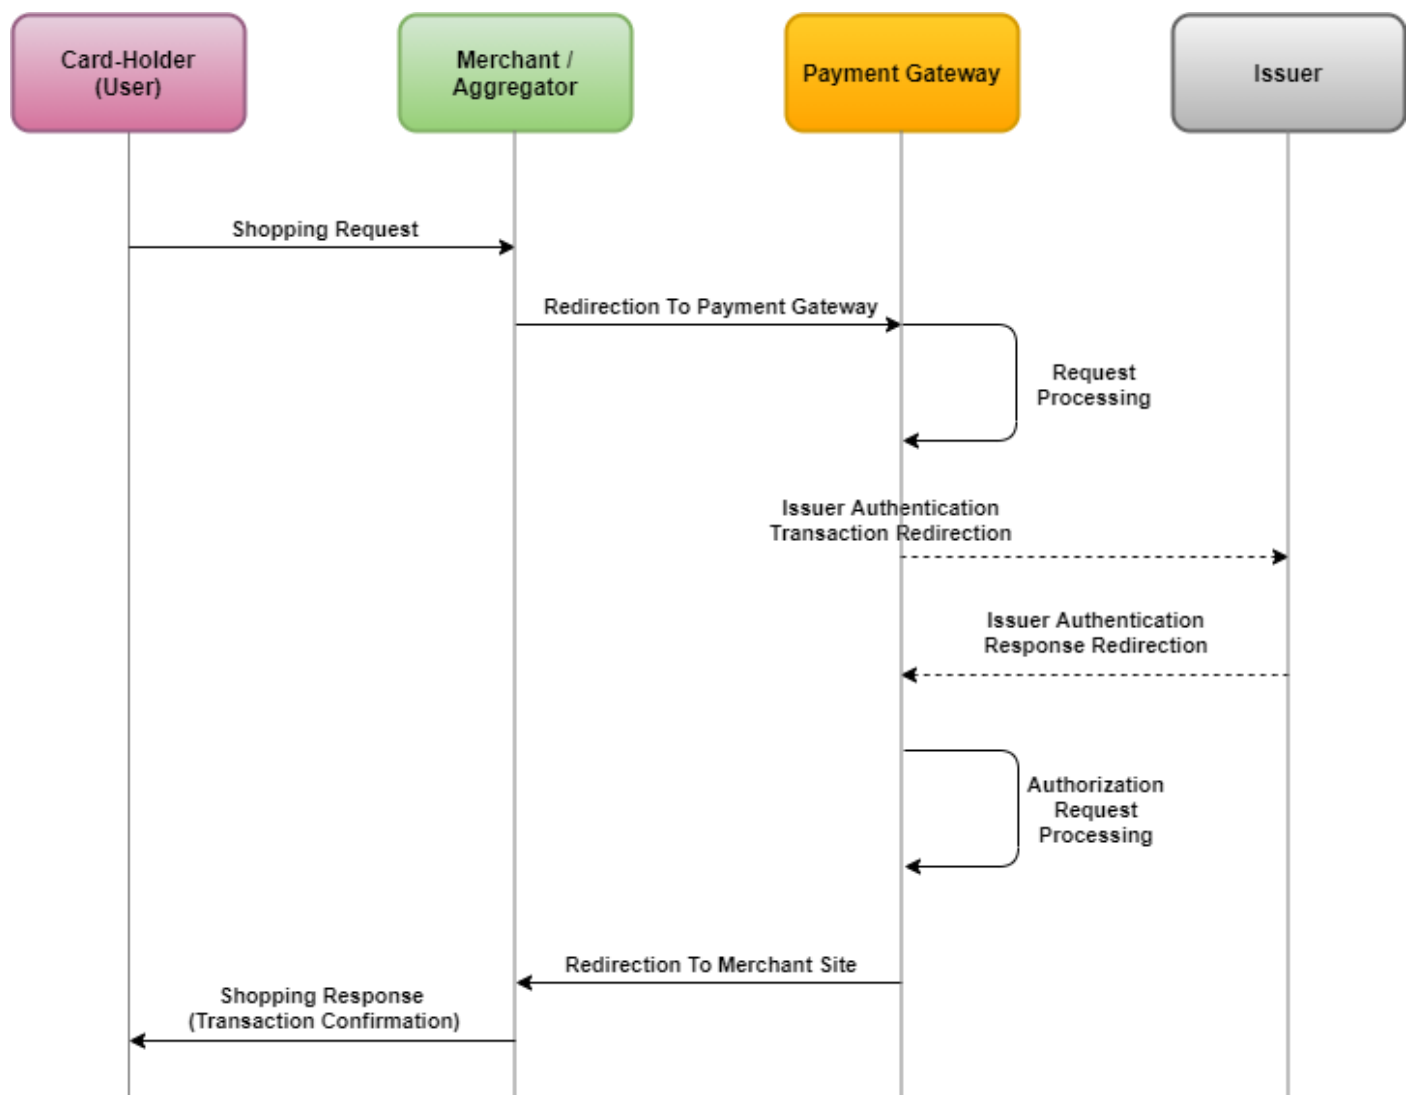 Card-Holder
(User)
Merchant /
Aggregator
Payment Gateway
Issuer
Shopping Request
Redirection To Payment Gateway
Request
Processing
Issuer Authentication
Transaction Redirection
Issuer Authentication
Response Redirection
Authorization
Request
Processing
Redirection To Merchant Site
Shopping Response
(Transaction Confirmation)